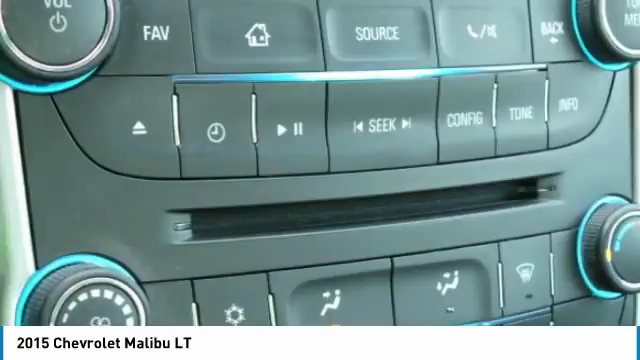 VOL
FAV
SOURCE
BACK
SEEK
CONFIG
TONE
INFO
2015 Chevrolet Malibu LT